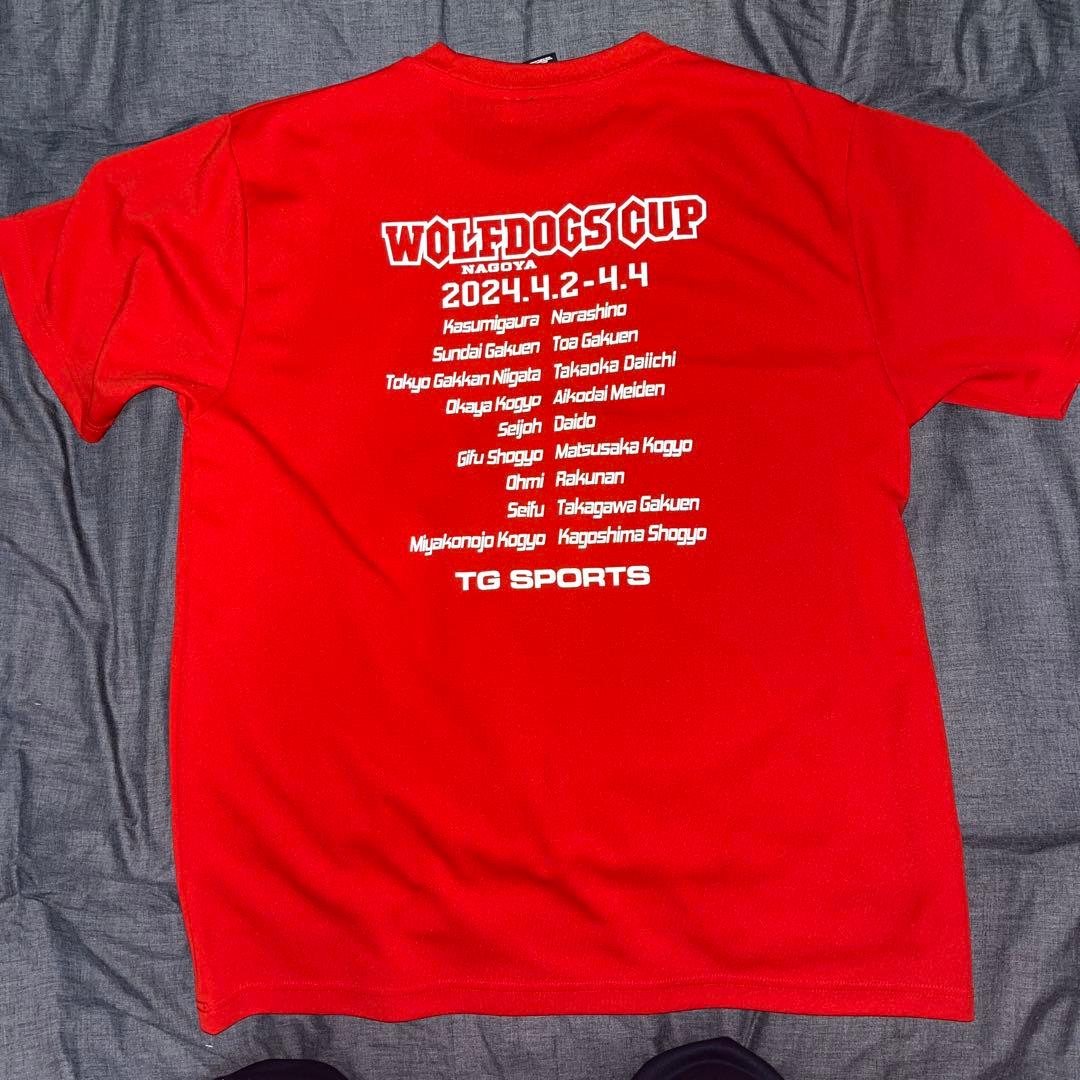 WOLFDOGS CUP
NAGOYA
2024.4.2-4.4
Kasumigaura Narashino
Sundai Gakuen Toa Gakuen
Tokyo Gakkan Niigata Takaoka Daiichi
Okaya Kogyo Aikodai Meiden
Seijoh Daido
Gifu Shogyo Matsusaka Kogyo
Ohmi Rakunan
Seifu Takagawa Gakuen
Miyakonojo Kogyo Kagoshima Shogyo
TG SPORTS